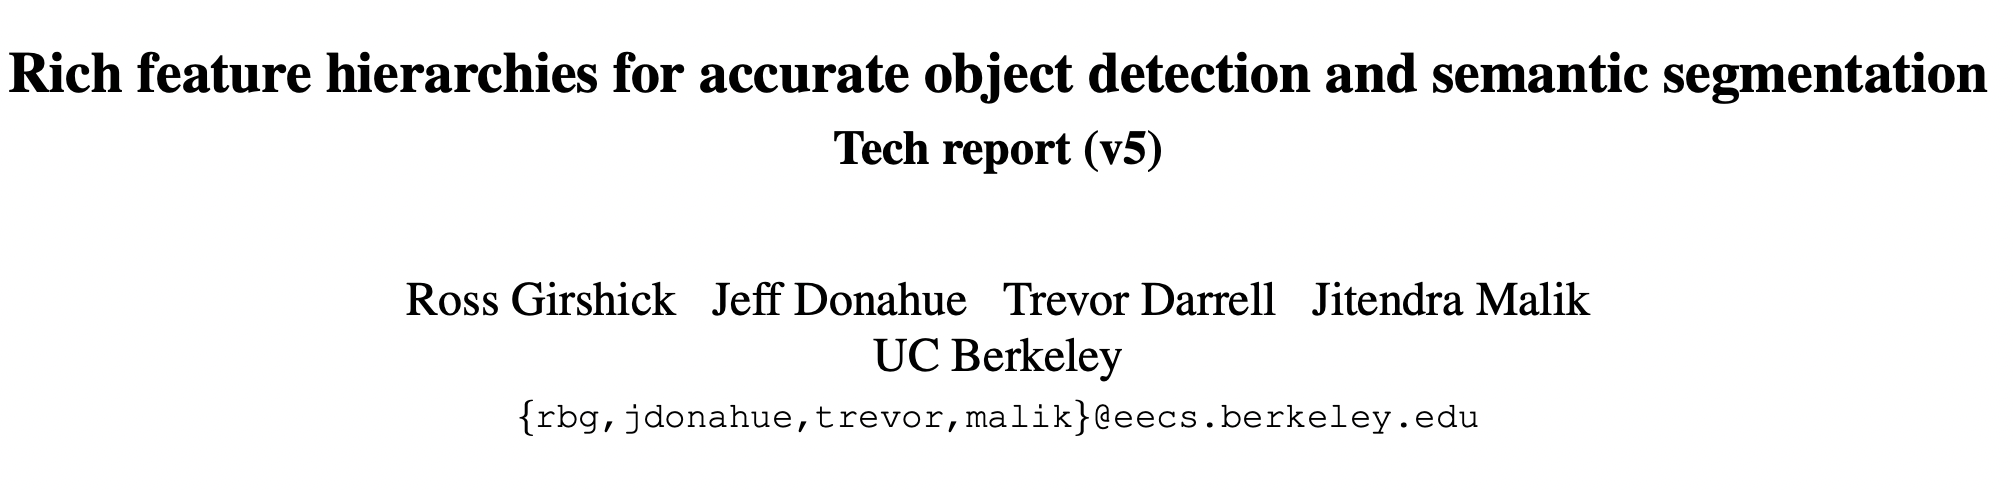 Rich feature hierarchies for accurate object detection and semantic segmentation
Tech report (v5)
Ross Girshick Jeff Donahue Trevor Darrell Jitendra Malik
UC Berkeley
{rbg,jdonahue,trevor,malik}@eecs.berkeley.edu